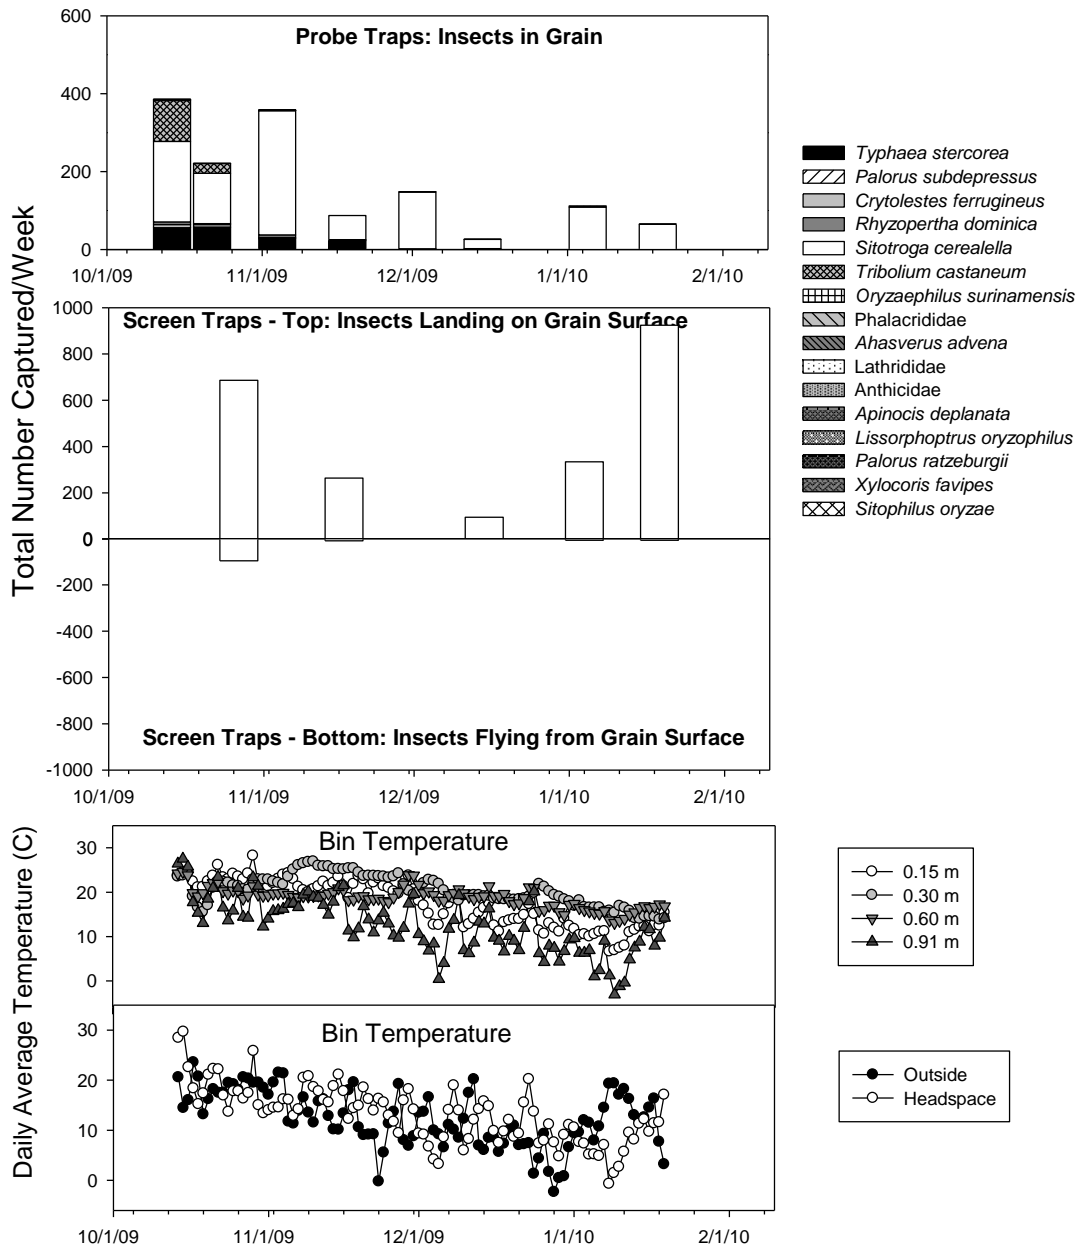 Total Number Captured/Week
Probe Traps: Insects in Grain
600
400
200
0
10/1/09 11/1/09 12/1/09 1/1/10 2/1/10
Screen Traps - Top: Insects Landing on Grain Surface
1000
800
600
400
200
0
0
-200
-400
-600
-800
-1000
Screen Traps - Bottom: Insects Flying from Grain Surface
10/1/09 11/1/09 12/1/09 1/1/10 2/1/10
Typhaea stercorea
Palorus subdepressus
Crytolestes ferrugineus
Rhyzopertha dominica
Sitotroga cerealella
Tribolium castaneum
Oryzaephilus surinamensis
Phalacrididae
Ahasverus advena
Lathrididae
Anthicidae
Apinocis deplanata
Lissorphoptrus oryzophilus
Palorus ratzeburgii
Xylocoris favipes
Sitophilus oryzae
Daily Average Temperature (C)
Bin Temperature
30
20
10
0
0.15 m
0.30 m
0.60 m
0.91 m
Bin Temperature
30
20
10
0
10/1/09 11/1/09 12/1/09 1/1/10 2/1/10
Outside
Headspace